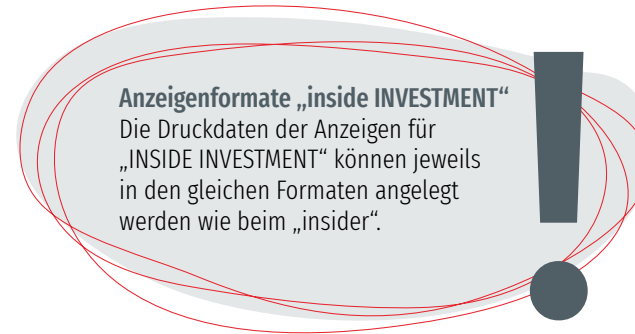 Anzeigenformate „inside INVESTMENT“
Die Druckdaten der Anzeigen für
„INSIDE INVESTMENT“ können jeweils
in den gleichen Formaten angelegt
werden wie beim „insider“.
!